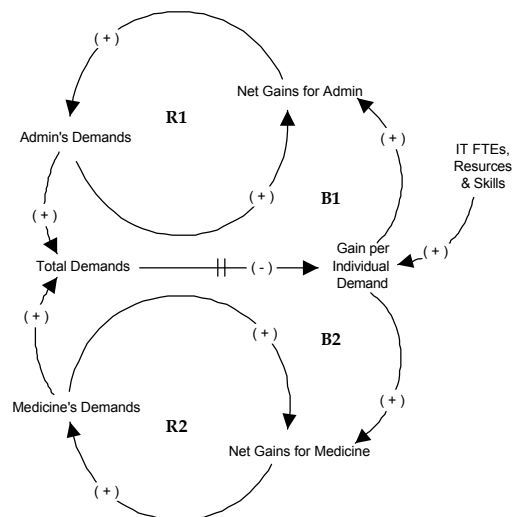 ( + )
Net Gains for Admin
R1
Admin's Demands
( + )
IT FTEs,
Resurces
& Skills
( + )
B1
( + )
( + )
Gain per
Individual
Demand
Total Demands
( - )
( + )
B2
( + )
( + )
Medicine's Demands
R2
Net Gains for Medicine
( + )
( + )